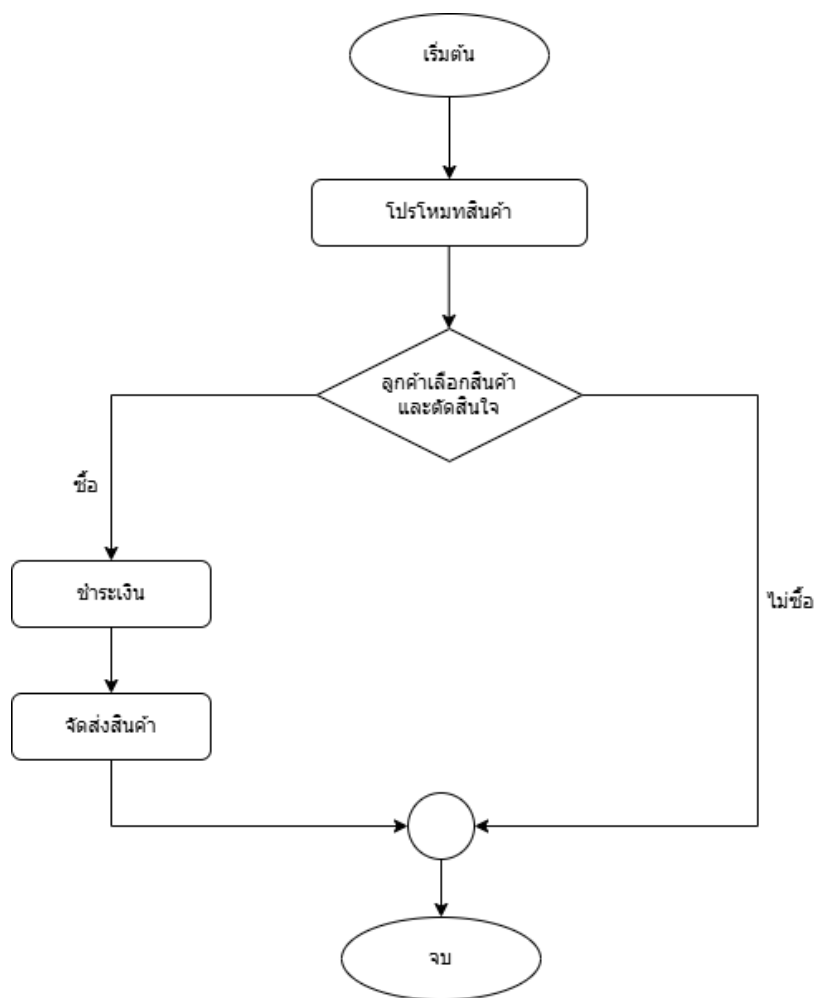 เริ่มต้น
โปรโหมทสินค้า
ลูกค้าเลือกสินค้า
และตัดสินใจ
ซื้อ
ชำระเงิน
ไม่ซื้อ
จัดส่งสินค้า
จบ